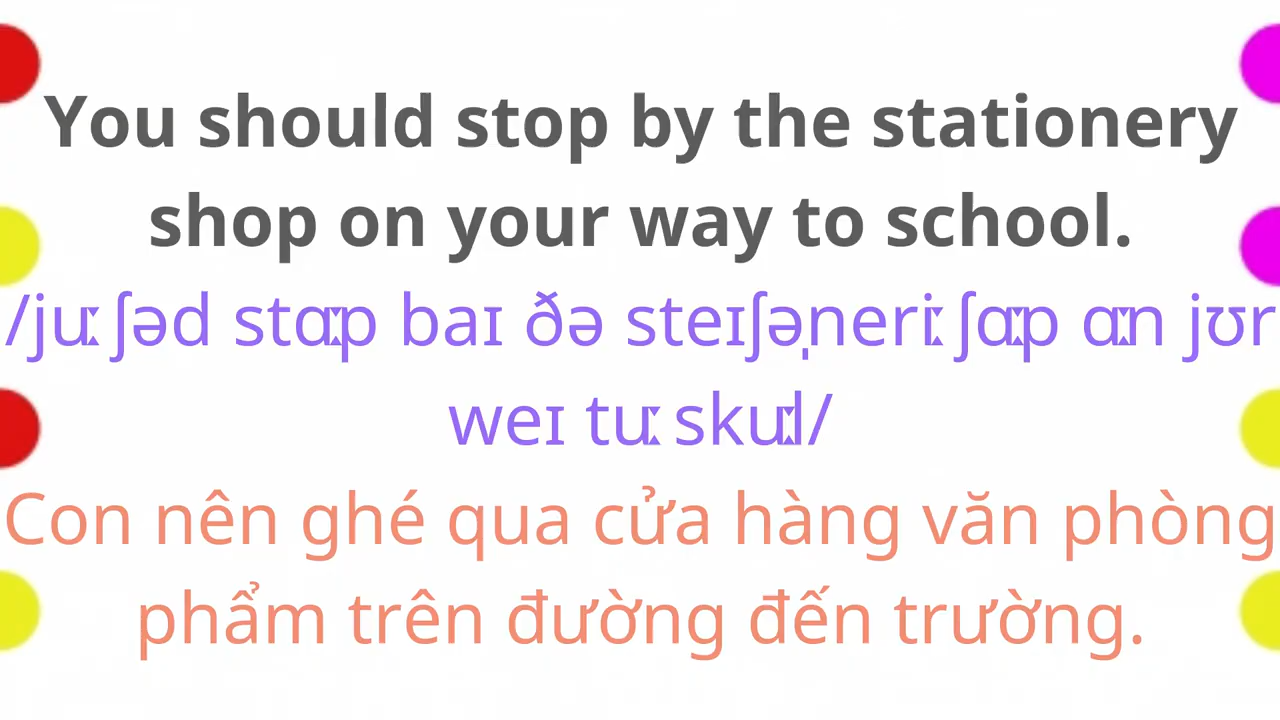 You should stop by the stationery
shop on your way to school.
/juː ʃəd stɑːp baɪ ðə steɪʃəˌneriː ʃɑːp ɑːn jʊr
weɪ tuː skuːl/
Con nên ghé qua cửa hàng văn phòng
phẩm trên đường đến trường.